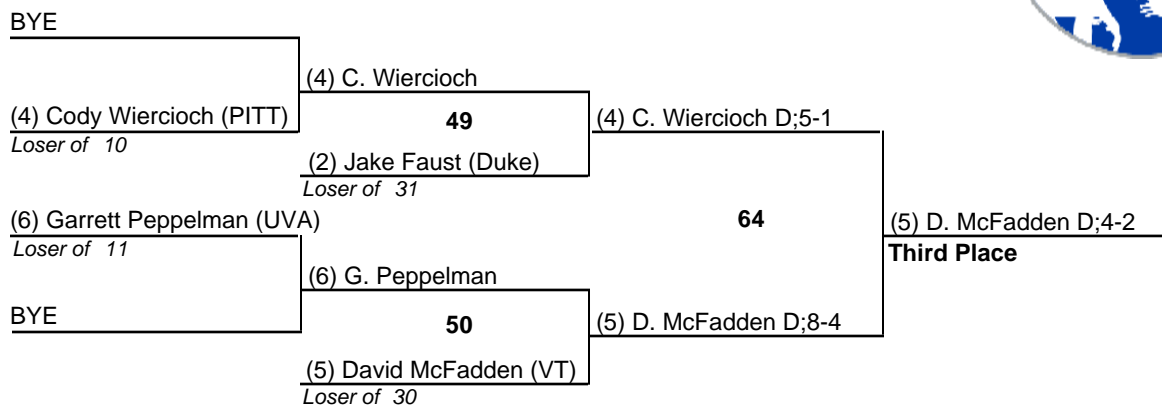 BYE
(4) C. Wiercioch
(4) Cody Wiercioch (PITT)
Loser of 10
49
(4) C. Wiercioch D;5-1
(2) Jake Faust (Duke)
Loser of 31
(6) Garrett Peppelman (UVA)
Loser of 11
64
(5) D. McFadden D;4-2
Third Place
(6) G. Peppelman
BYE
50
(5) D. McFadden D;8-4
(5) David McFadden (VT)
Loser of 30